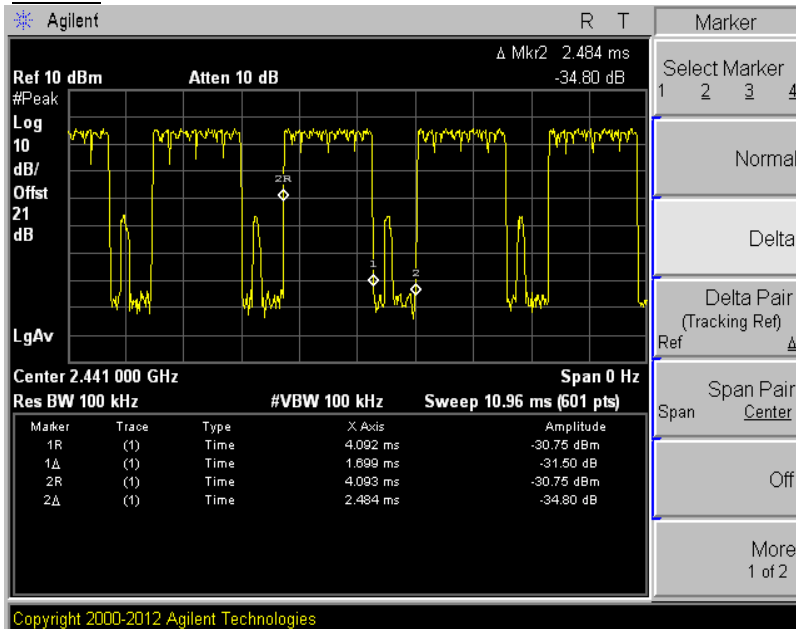 Agilent R T
Δ Mkr2 2.484 ms
Ref 10 dBm Atten 10 dB -34.80 dB
#Peak
Log
10
dB/
Offst
21
dB
LgAv
2R
1
2
Center 2.441 000 GHz Span 0 Hz
Res BW 100 kHz #VBW 100 kHz Sweep 10.96 ms (601 pts)
Marker Trace Type X Axis Amplitude
1R (1) Time 4.092 ms -30.75 dBm
1Δ (1) Time 1.699 ms -31.50 dB
2R (1) Time 4.093 ms -30.75 dBm
2Δ (1) Time 2.484 ms -34.80 dB
Copyright 2000-2012 Agilent Technologies
Marker
Select Marker
1 2 3 4
Normal
Delta
Delta Pair
(Tracking Ref)
Ref Δ
Span Pair
Span Center
Off
More
1 of 2